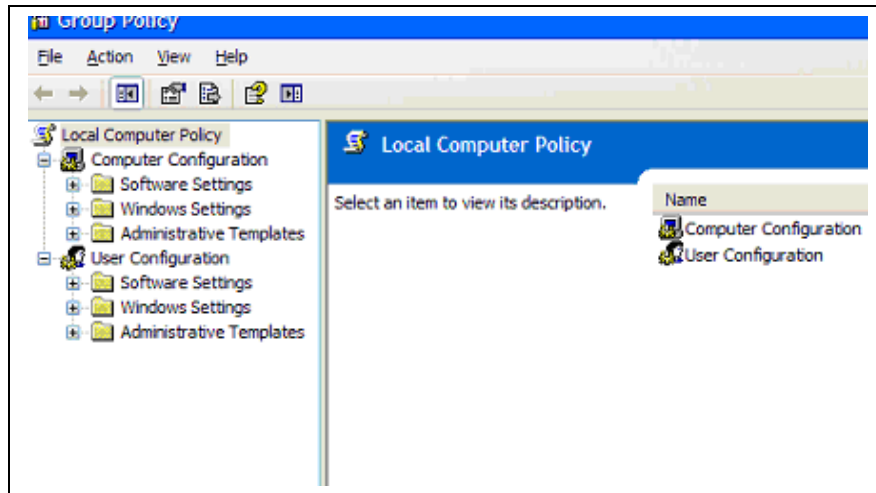 Group Policy
File Action View Help
Local Computer Policy
Computer Configuration
Software Settings
Windows Settings
Administrative Templates
User Configuration
Software Settings
Windows Settings
Administrative Templates
Local Computer Policy
Select an item to view its description.
Name
Computer Configuration
User Configuration